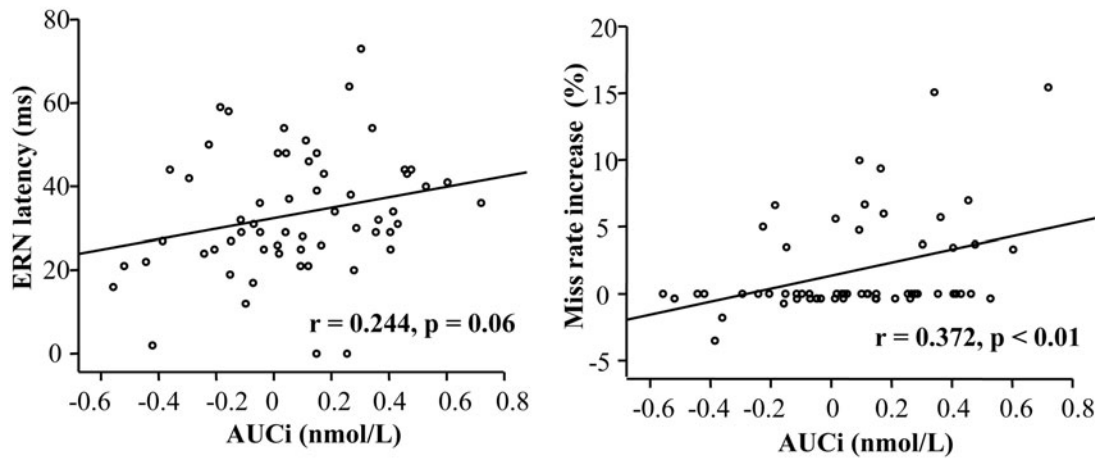 80
60
40
20
0
ERN latency (ms)
r = 0.244, p = 0.06
-0.6 -0.4 -0.2 0 0.2 0.4 0.6 0.8
AUCi (nmol/L)
20
15
10
5
0
-5
Miss rate increase (%)
r = 0.372, p < 0.01
-0.6 -0.4 -0.2 0 0.2 0.4 0.6 0.8
AUCi (nmol/L)